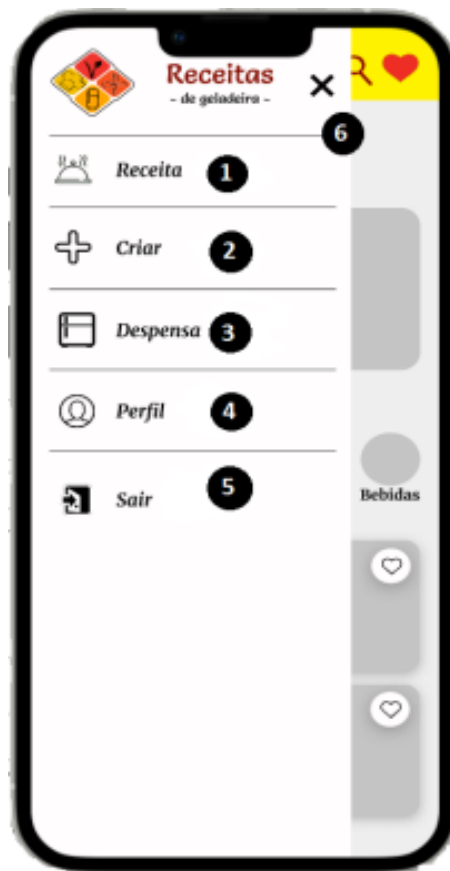 Receitas
- de geladeira -
6
Receita 1
Criar 2
Despensa 3
Perfil 4
Sair 5
Bebidas